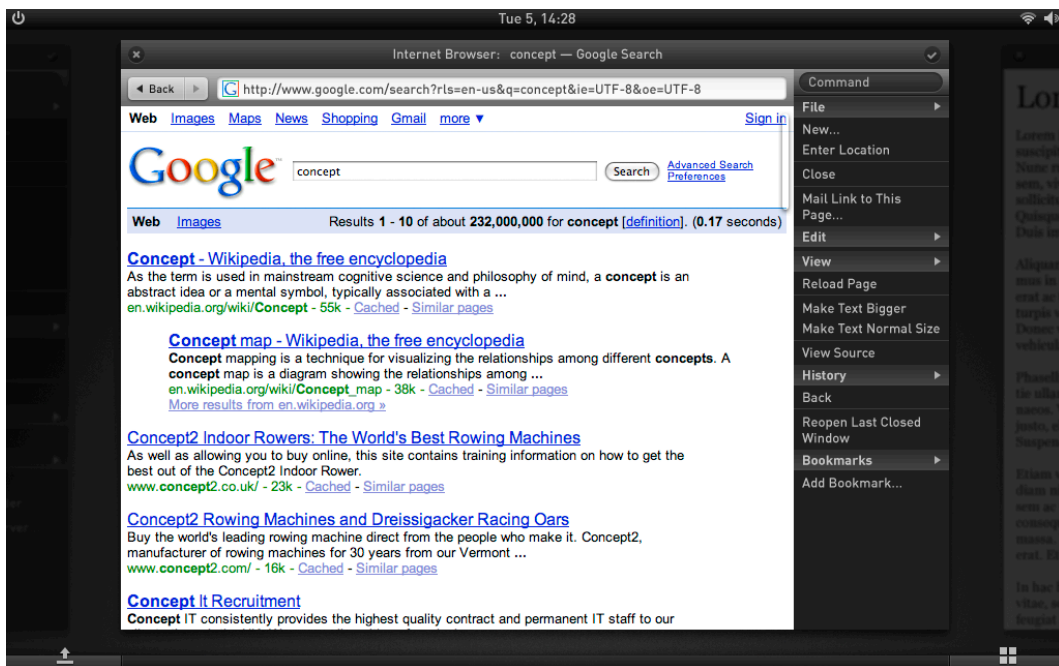 Tue 5, 14:28
Internet Browser: concept — Google Search
Back
http://www.google.com/search?rls=en-us&q=concept&ie=UTF-8&oe=UTF-8
Web Images Maps News Shopping Gmail more ▼ Sign in
Google™
concept
Search
Advanced Search
Preferences
Web Images Results 1 - 10 of about 232,000,000 for concept [definition]. (0.17 seconds)
Concept - Wikipedia, the free encyclopedia
As the term is used in mainstream cognitive science and philosophy of mind, a concept is an
abstract idea or a mental symbol, typically associated with a ...
en.wikipedia.org/wiki/Concept - 55k - Cached - Similar pages
Concept map - Wikipedia, the free encyclopedia
Concept mapping is a technique for visualizing the relationships among different concepts. A
concept map is a diagram showing the relationships among ...
en.wikipedia.org/wiki/Concept_map - 38k - Cached - Similar pages
More results from en.wikipedia.org »
Concept2 Indoor Rowers: The World's Best Rowing Machines
As well as allowing you to buy online, this site contains training information on how to get the
best out of the Concept2 Indoor Rower.
www.concept2.co.uk/ - 23k - Cached - Similar pages
Concept2 Rowing Machines and Dreissigacker Racing Oars
Buy the world's leading rowing machine direct from the people who make it. Concept2,
manufacturer of rowing machines for 30 years from our Vermont ...
www.concept2.com/ - 16k - Cached - Similar pages
Concept It Recruitment
Concept IT consistently provides the highest quality contract and permanent IT staff to our
Command
File
New...
Enter Location
Close
Mail Link to This
Page...
Edit
View
Reload Page
Make Text Bigger
Make Text Normal Size
View Source
History
Back
Reopen Last Closed
Window
Bookmarks
Add Bookmark...